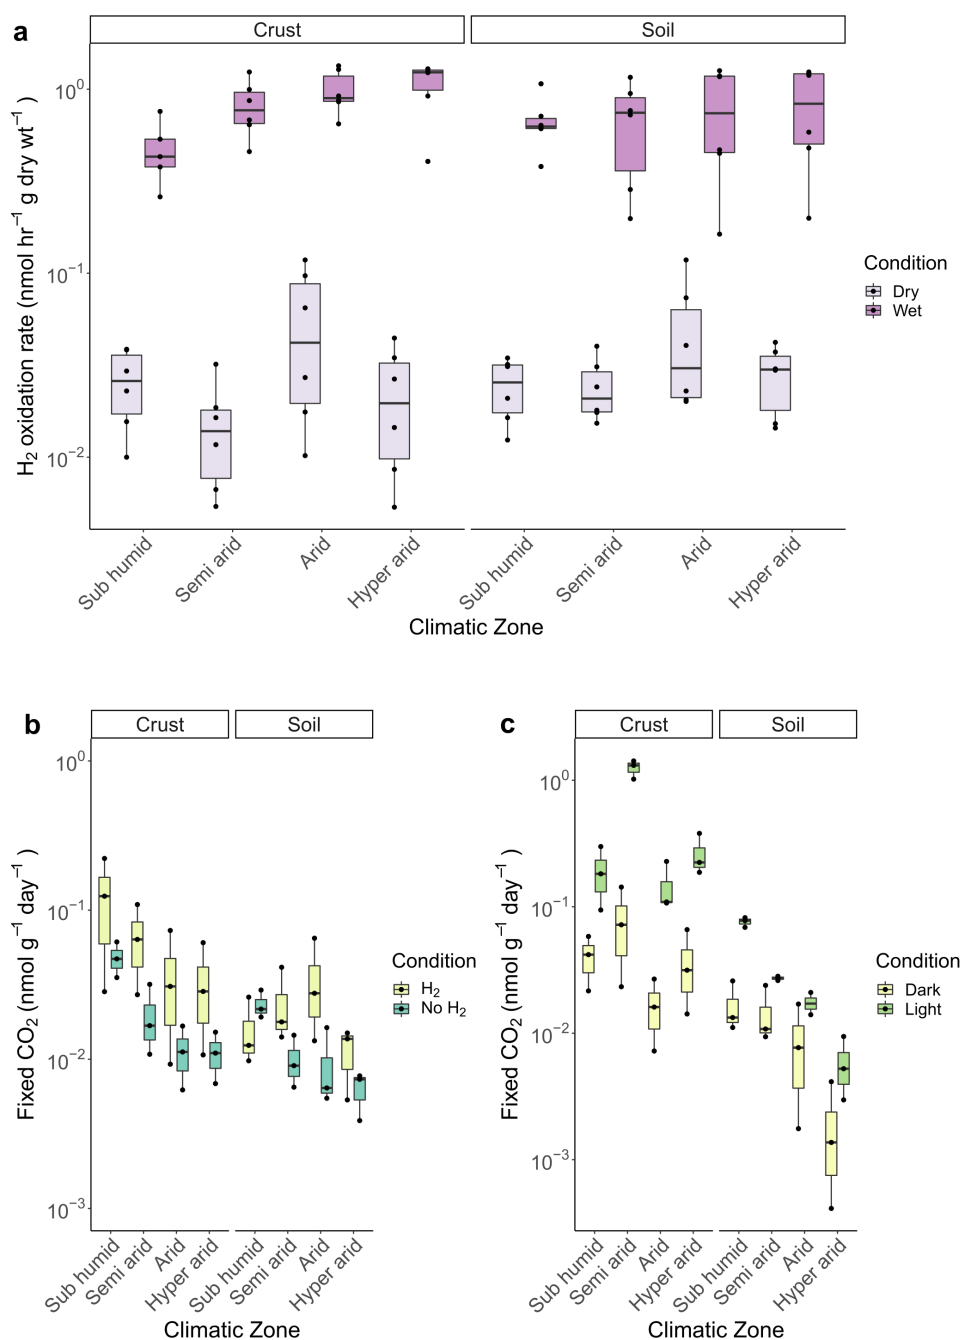 a
Crust
Soil
H₂ oxidation rate (nmol hr⁻¹ g dry wt⁻¹ )
10⁰
10⁻¹
10⁻²
Condition
Dry
Wet
Sub humid
Semi arid
Arid
Hyper arid
Sub humid
Semi arid
Arid
Hyper arid
Climatic Zone
b
Crust
Soil
Fixed CO₂ (nmol g⁻¹ day⁻¹ )
10⁰
10⁻¹
10⁻²
10⁻³
Condition
H₂
No H₂
Sub humid
Semi arid
Arid
Hyper arid
Sub humid
Semi arid
Arid
Hyper arid
Climatic Zone
c
Crust
Soil
Fixed CO₂ (nmol g⁻¹ day⁻¹ )
10⁰
10⁻¹
10⁻²
10⁻³
Condition
Dark
Light
Sub humid
Semi arid
Arid
Hyper arid
Sub humid
Semi arid
Arid
Hyper arid
Climatic Zone